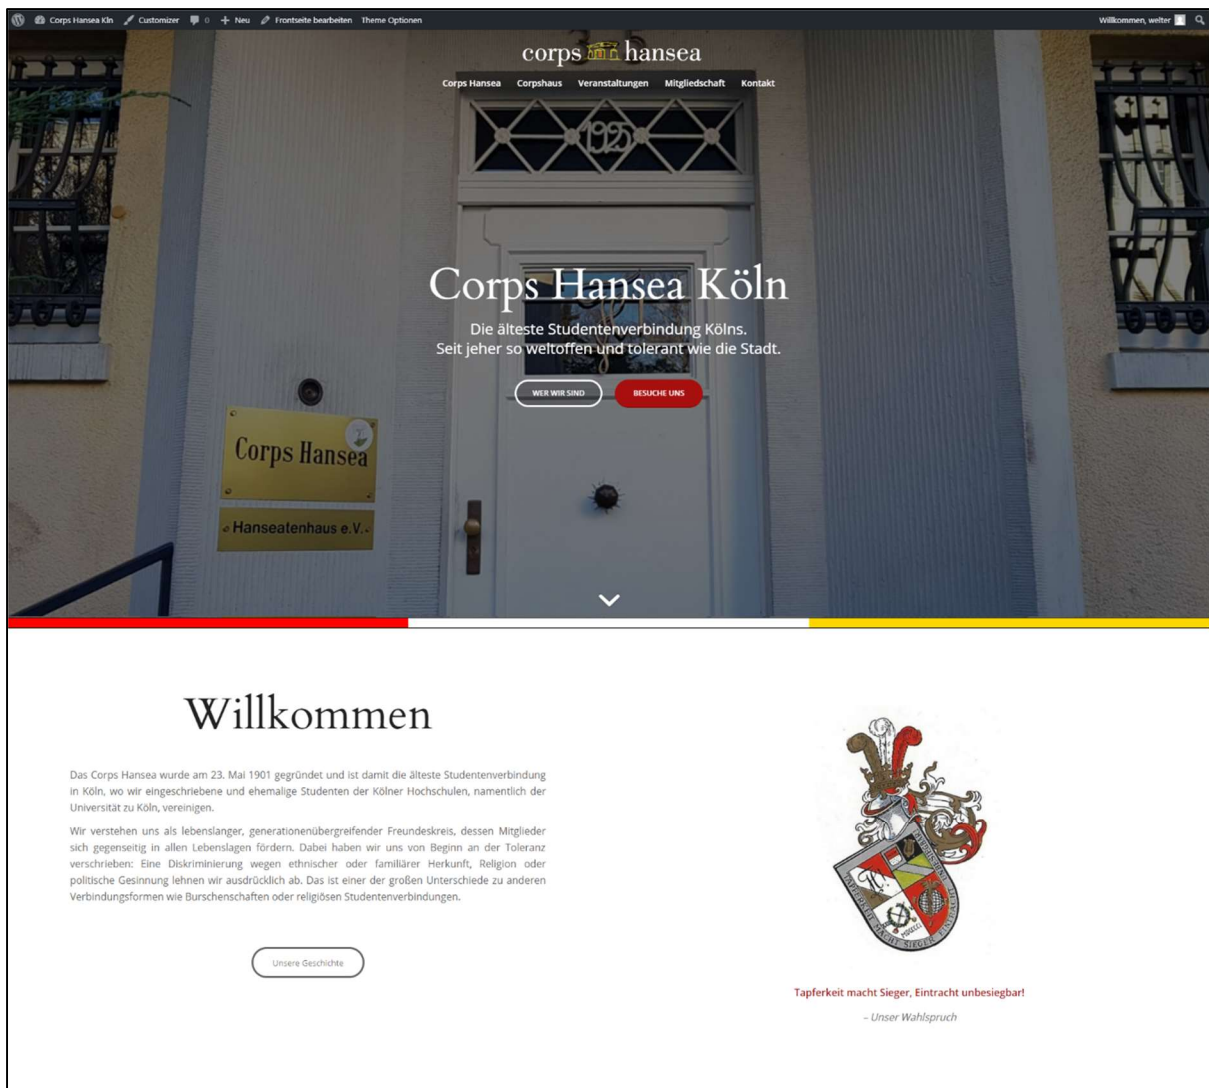 Corps Hansea Kln Customizer 0 Neu Frontseite bearbeiten Theme Optionen Willkommen, welter
corps hansea
Corps Hansea Corpshaus Veranstaltungen Mitgliedschaft Kontakt
1925
Corps Hansea Köln
Die älteste Studentenverbindung Kölns.
Seit jeher so weltoffen und tolerant wie die Stadt.
WER WIR SIND BESUCHE UNS
Corps Hansea
Hanseatenhaus e.V.
Willkommen
Das Corps Hansea wurde am 23. Mai 1901 gegründet und ist damit die älteste Studentenverbindung
in Köln, wo wir eingeschriebene und ehemalige Studenten der Kölner Hochschulen, namentlich der
Universität zu Köln, vereinigen.
Wir verstehen uns als lebenslanger, generationenübergreifender Freundeskreis, dessen Mitglieder
sich gegenseitig in allen Lebenslagen fördern. Dabei haben wir uns von Beginn an der Toleranz
verschrieben: Eine Diskriminierung wegen ethnischer oder familiärer Herkunft, Religion oder
politische Gesinnung lehnen wir ausdrücklich ab. Das ist einer der großen Unterschiede zu anderen
Verbindungsformen wie Burschenschaften oder religiösen Studentenverbindungen.
Unsere Geschichte
TAPFERKEIT MACHT SIEGER EINTRACHT
Tapferkeit macht Sieger, Eintracht unbesiegbar!
– Unser Wahlspruch